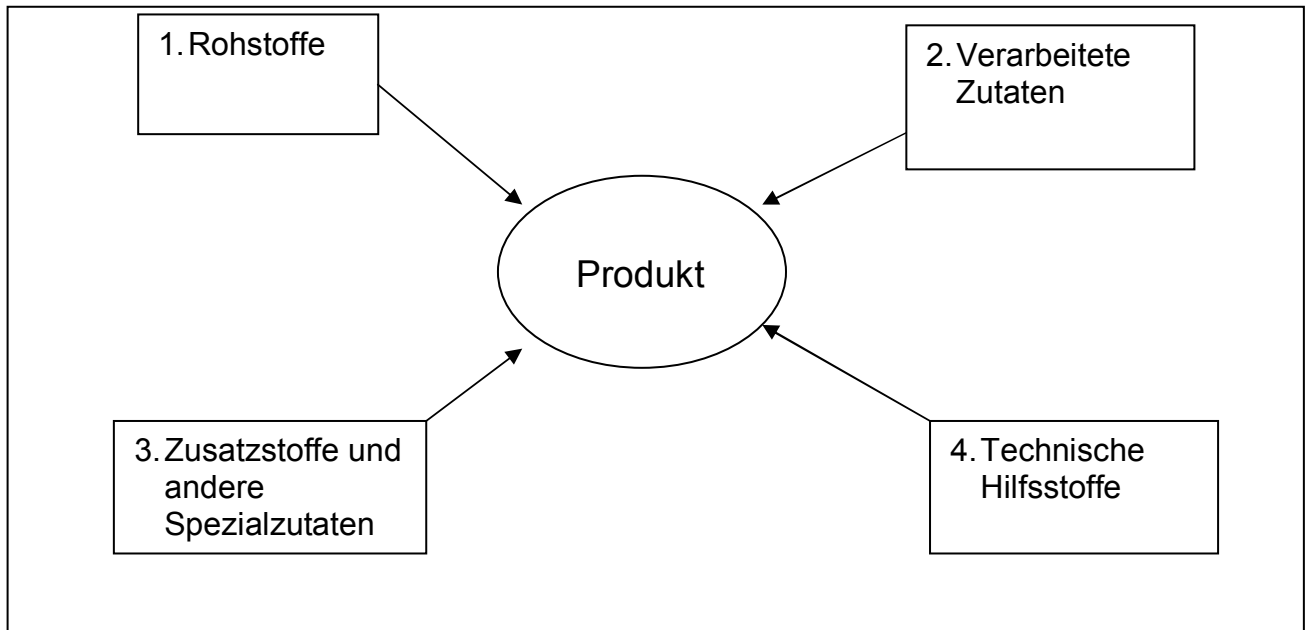 1. Rohstoffe
2. Verarbeitete
Zutaten
Produkt
3. Zusatzstoffe und
andere
Spezialzutaten
4. Technische
Hilfsstoffe